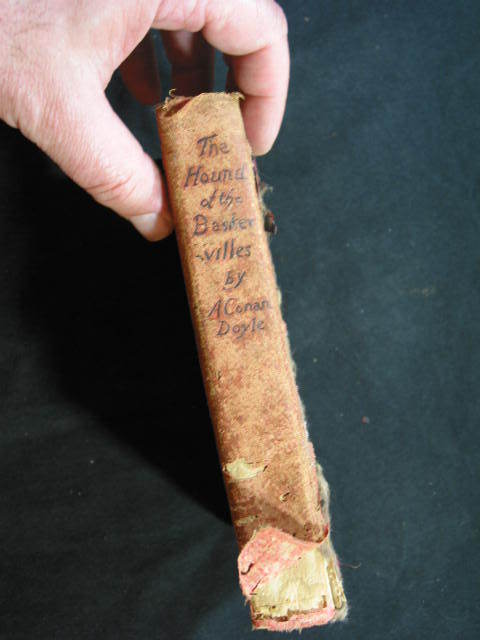 The
Hound
of the
Basker
-villes
by
A Conan
Doyle